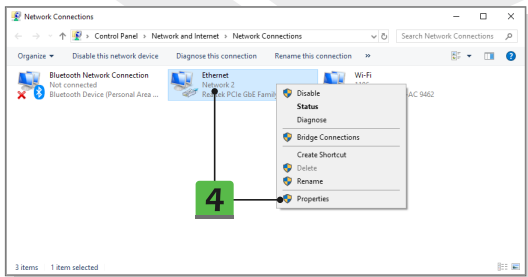 Network Connections
Control Panel › Network and Internet › Network Connections
Search Network Connections
Organize
Disable this network device
Diagnose this connection
Rename this connection
»
Bluetooth Network Connection
Not connected
Bluetooth Device (Personal Area ...
Ethernet
Network 2
Realtek PCIe GbE Family
Wi-Fi
AC 9462
Disable
Status
Diagnose
Bridge Connections
Create Shortcut
Delete
Rename
Properties
4
3 items
1 item selected